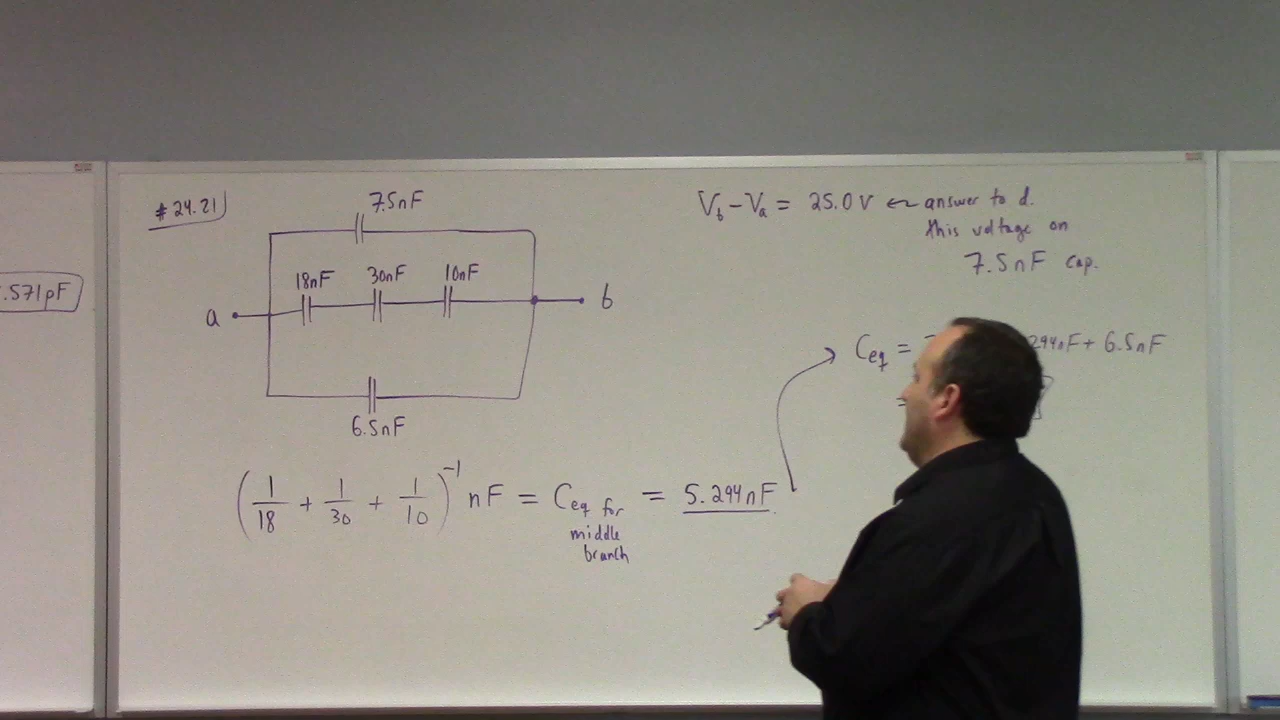 .571pF
#24.21
7.5nF
18nF 30nF 10nF
a b
6.5nF
(1/18 + 1/30 + 1/10)^-1 nF = Ceq for middle branch = 5.294nF
Vb - Va = 25.0V ← answer to d.
this voltage on
7.5nF cap.
Ceq = 294nF + 6.5nF
=